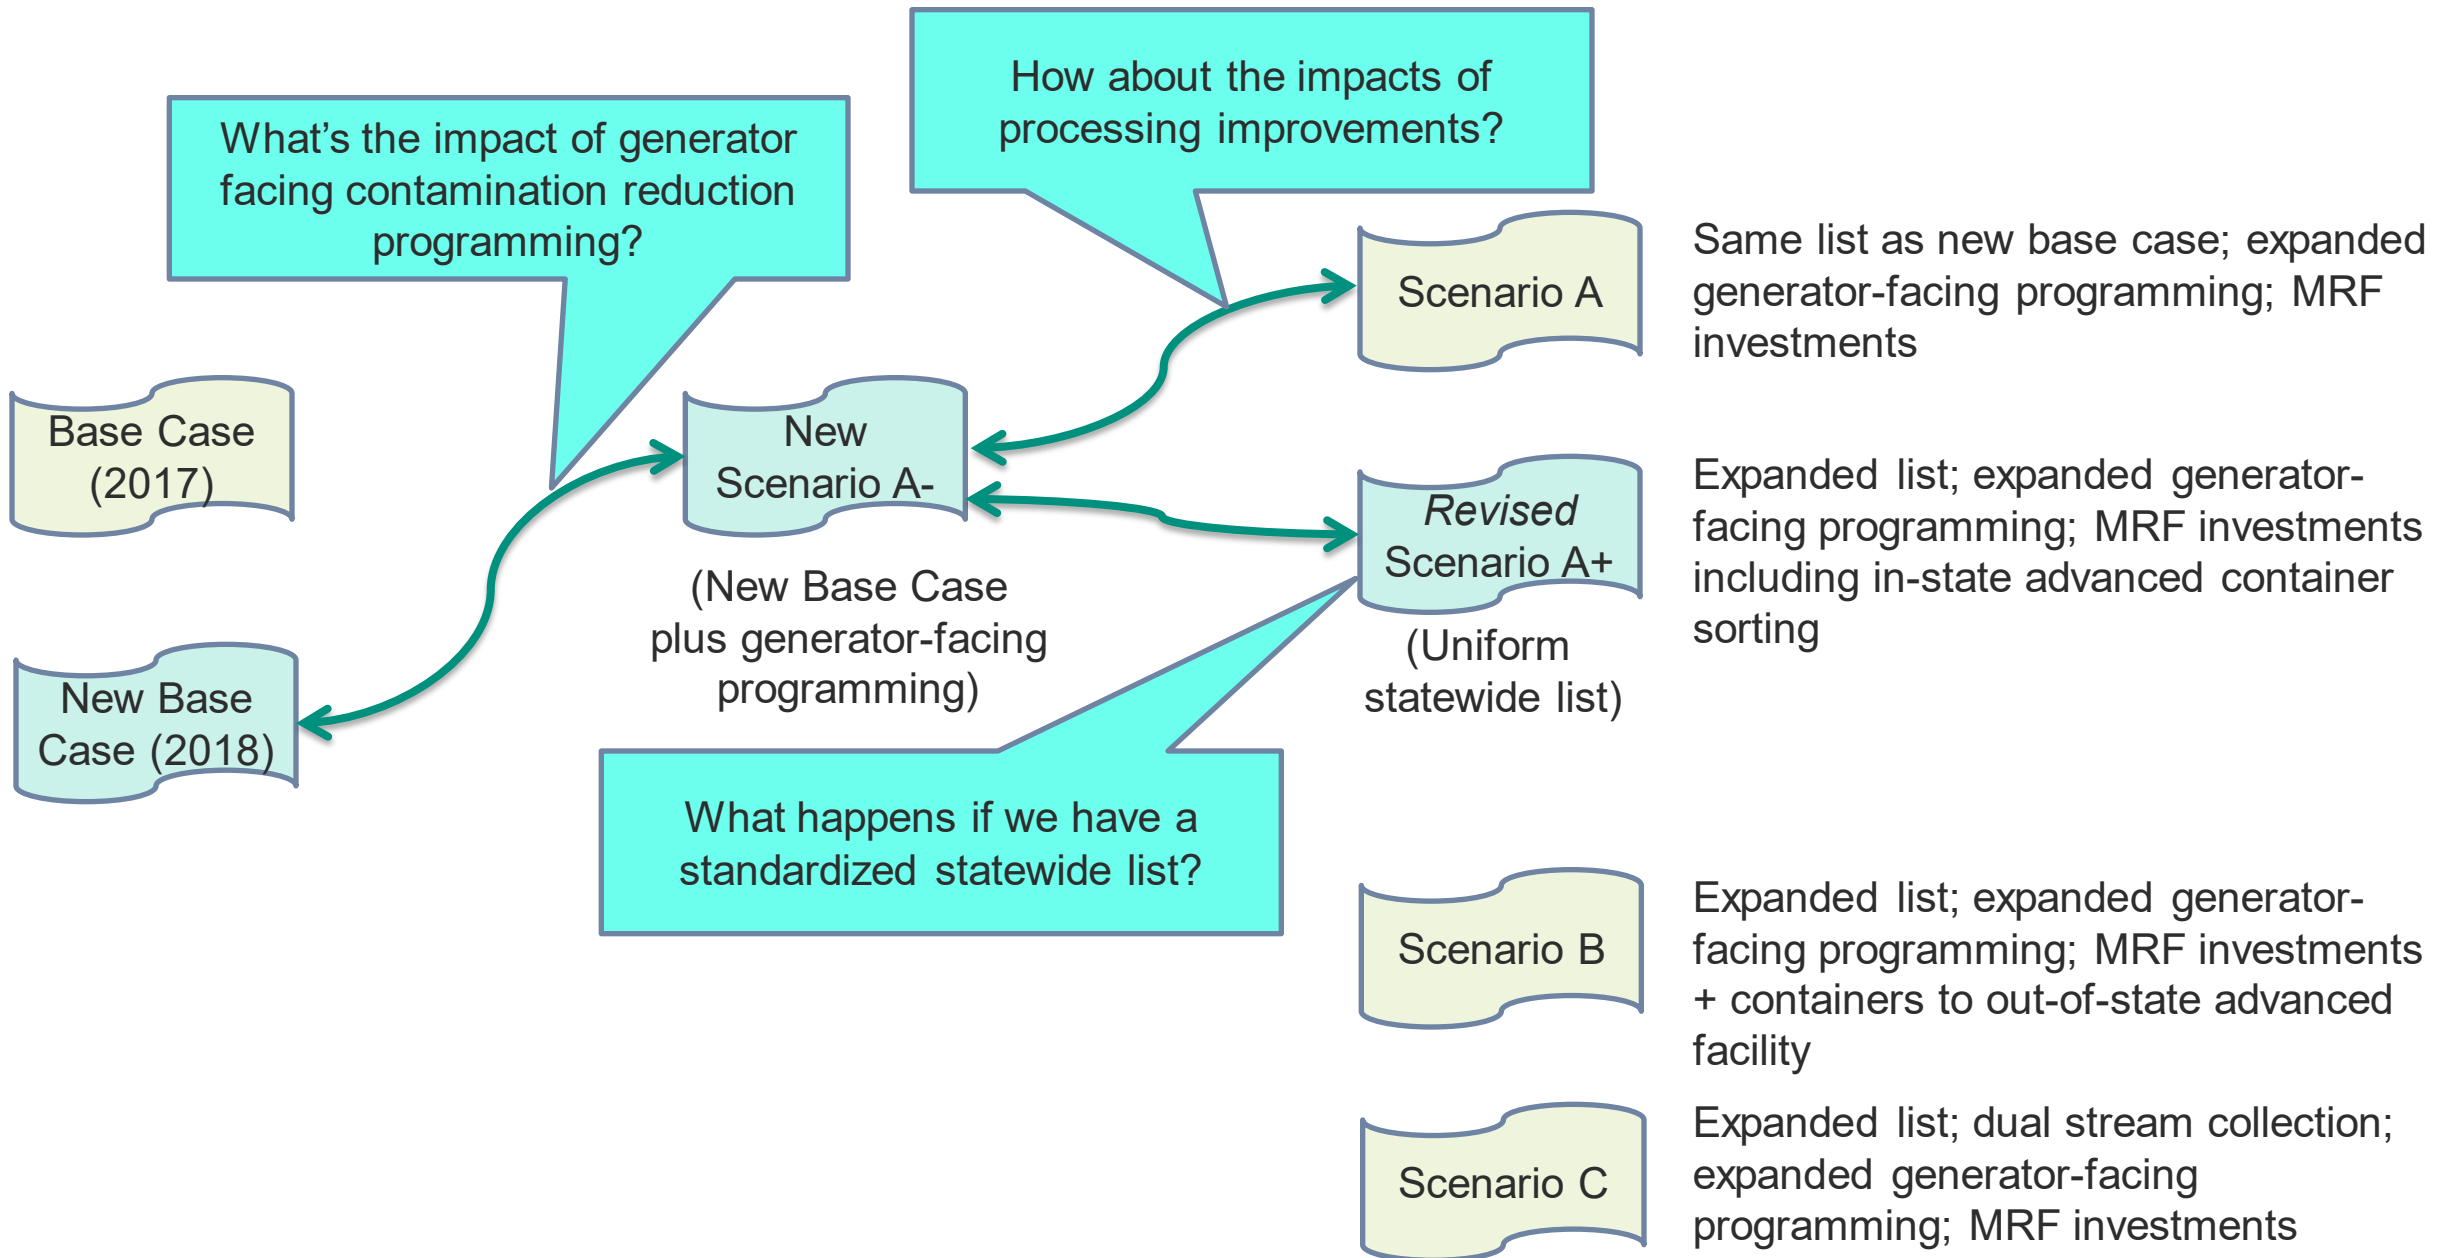 How about the impacts of
processing improvements?
What’s the impact of generator
facing contamination reduction
programming?
Scenario A
Same list as new base case; expanded
generator-facing programming; MRF
investments
Base Case
(2017)
New
Scenario A-
(New Base Case
plus generator-facing
programming)
Revised
Scenario A+
(Uniform
statewide list)
Expanded list; expanded generator-
facing programming; MRF investments
including in-state advanced container
sorting
New Base
Case (2018)
What happens if we have a
standardized statewide list?
Scenario B
Expanded list; expanded generator-
facing programming; MRF investments
+ containers to out-of-state advanced
facility
Scenario C
Expanded list; dual stream collection;
expanded generator-facing
programming; MRF investments